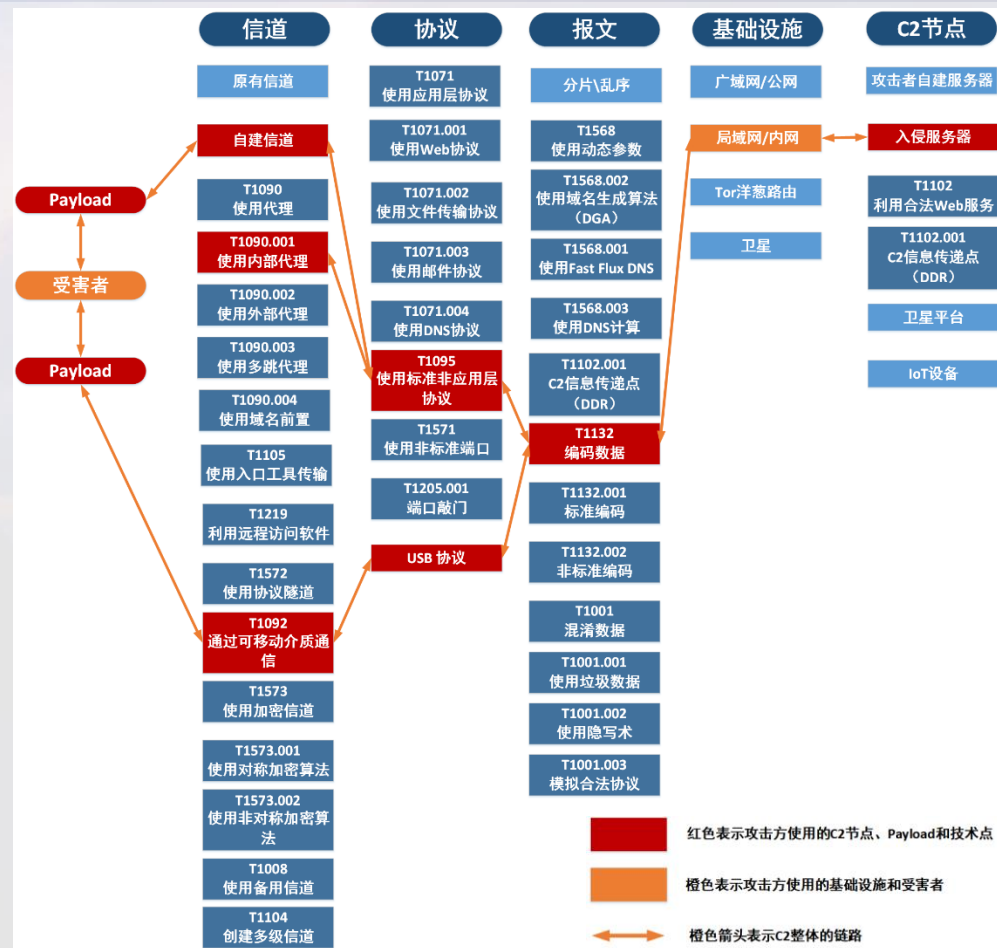 信道
协议
报文
基础设施
C2节点
原有信道
自建信道
T1090
使用代理
T1090.001
使用内部代理
T1090.002
使用外部代理
T1090.003
使用多跳代理
T1090.004
使用域名前置
T1105
使用入口工具传输
T1219
利用远程访问软件
T1572
使用协议隧道
T1092
通过可移动介质通
信
T1573
使用加密信道
T1573.001
使用对称加密算法
T1573.002
使用非对称加密算
法
T1008
使用备用信道
T1104
创建多级信道
T1071
使用应用层协议
T1071.001
使用Web协议
T1071.002
使用文件传输协议
T1071.003
使用邮件协议
T1071.004
使用DNS协议
T1095
使用标准非应用层
协议
T1571
使用非标准端口
T1205.001
端口敲门
USB 协议
分片\乱序
T1568
使用动态参数
T1568.002
使用域名生成算法
（DGA）
T1568.001
使用Fast Flux DNS
T1568.003
使用DNS计算
T1102.001
C2信息传递点
（DDR）
T1132
编码数据
T1132.001
标准编码
T1132.002
非标准编码
T1001
混淆数据
T1001.001
使用垃圾数据
T1001.002
使用隐写术
T1001.003
模拟合法协议
广域网/公网
局域网/内网
Tor洋葱路由
卫星
攻击者自建服务器
入侵服务器
T1102
利用合法Web服务
T1102.001
C2信息传递点
（DDR）
卫星平台
IoT设备
Payload
受害者
Payload
红色表示攻击方使用的C2节点、Payload和技术点
橙色表示攻击方使用的基础设施和受害者
橙色箭头表示C2整体的链路